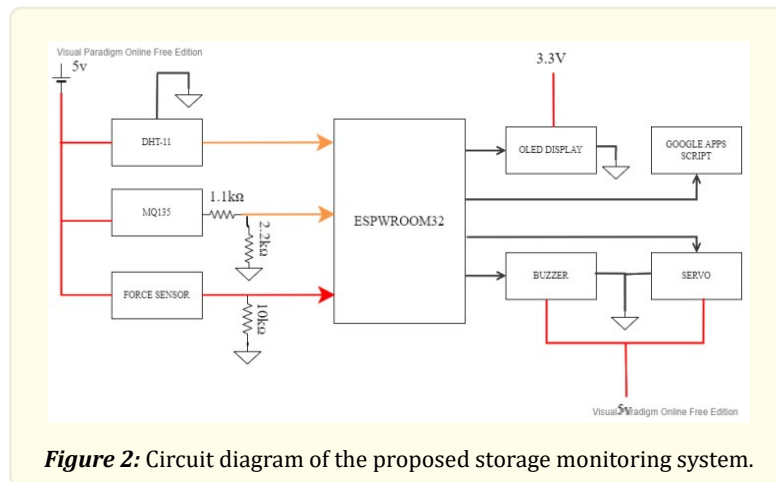 Visual Paradigm Online Free Edition
5v
3.3V
DHT-11
OLED DISPLAY
GOOGLE APPS
SCRIPT
MQ135
1.1kΩ
2.2kΩ
ESPWROOM32
FORCE SENSOR
10kΩ
BUZZER
SERVO
5v
Visual Paradigm Online Free Edition
Figure 2: Circuit diagram of the proposed storage monitoring system.